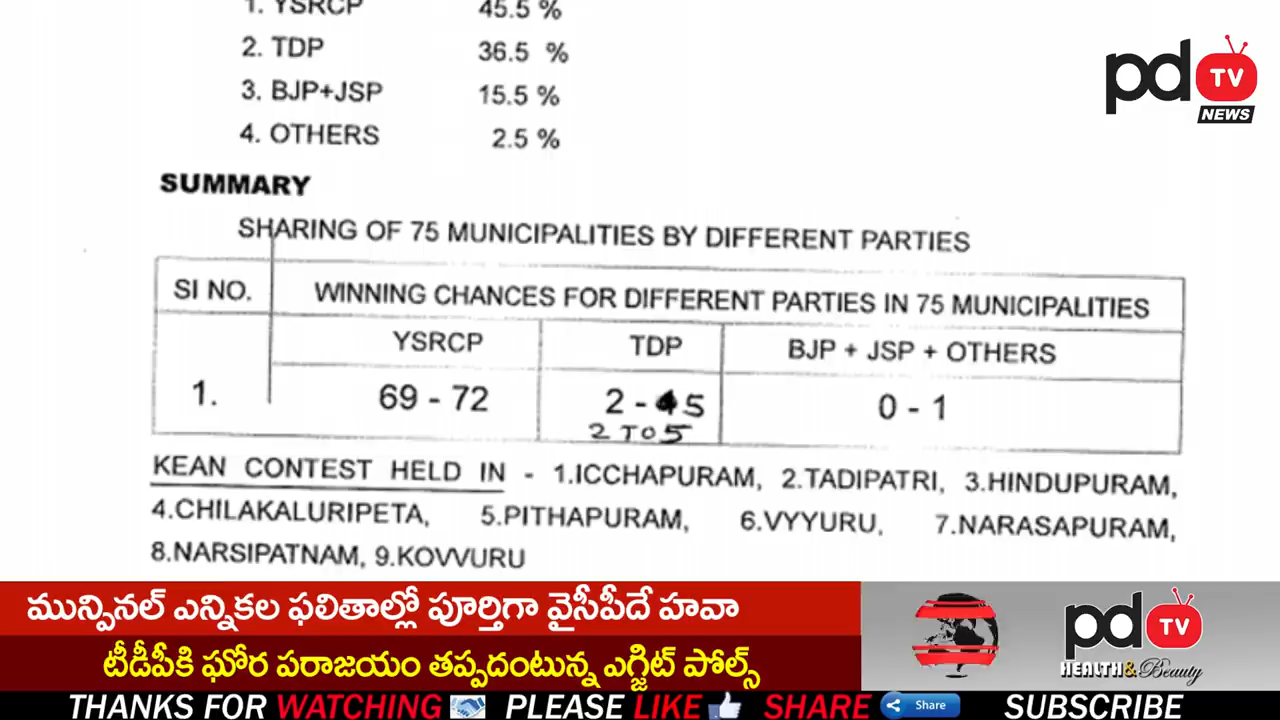 1. YSRCP 45.5 %
2. TDP 36.5 %
3. BJP+JSP 15.5 %
4. OTHERS 2.5 %
pd TV
NEWS
SUMMARY
SHARING OF 75 MUNICIPALITIES BY DIFFERENT PARTIES
SI NO. WINNING CHANCES FOR DIFFERENT PARTIES IN 75 MUNICIPALITIES
YSRCP TDP BJP + JSP + OTHERS
1. 69 - 72 2 - 5 0 - 1
2 TO 5
KEAN CONTEST HELD IN - 1.ICCHAPURAM, 2.TADIPATRI, 3.HINDUPURAM,
4.CHILAKALURIPETA, 5.PITHAPURAM, 6.VYYURU, 7.NARASAPURAM,
8.NARSIPATNAM, 9.KOVVURU
మున్సిపల్ ఎన్నికల ఫలితాల్లో పూర్తిగా వైసీపీదే హవా
టీడీపీకి ఘోర పరాజయం తప్పదంటున్న ఎగ్జిట్ పోల్స్
pd TV
HEALTH & Beauty
THANKS FOR WATCHING PLEASE LIKE SHARE Share SUBSCRIBE